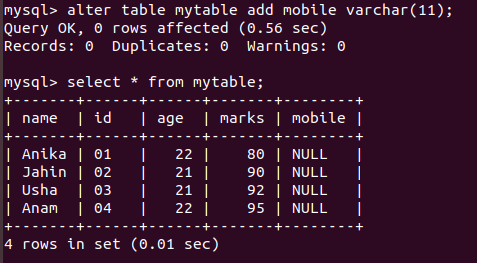 mysql> alter table mytable add mobile varchar(11);
Query OK, 0 rows affected (0.56 sec)
Records: 0  Duplicates: 0  Warnings: 0

mysql> select * from mytable;
+-------+------+------+-------+--------+
| name  | id   | age  | marks | mobile |
+-------+------+------+-------+--------+
| Anika | 01   |   22 |    80 | NULL   |
| Jahin | 02   |   21 |    90 | NULL   |
| Usha  | 03   |   21 |    92 | NULL   |
| Anam  | 04   |   22 |    95 | NULL   |
+-------+------+------+-------+--------+
4 rows in set (0.01 sec)